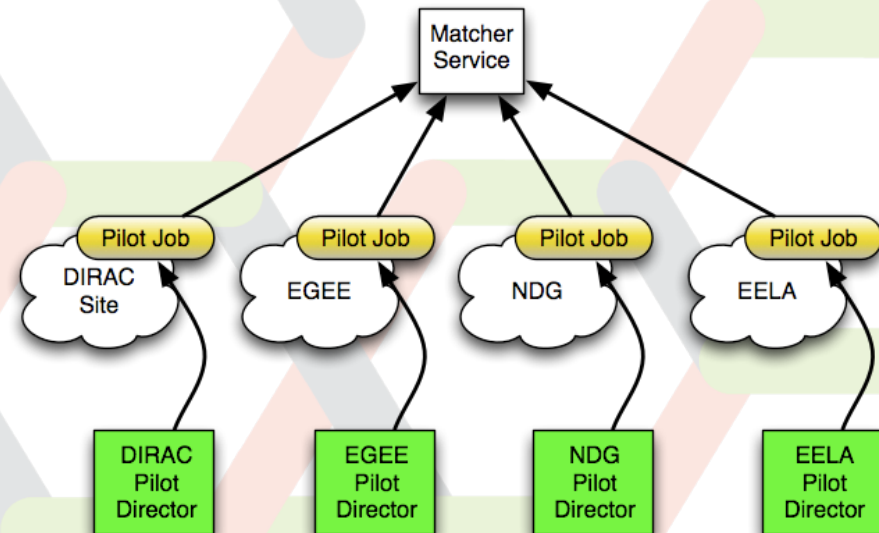 Matcher
Service
Pilot Job
Pilot Job
Pilot Job
Pilot Job
DIRAC
Site
EGEE
NDG
EELA
DIRAC
Pilot
Director
EGEE
Pilot
Director
NDG
Pilot
Director
EELA
Pilot
Director